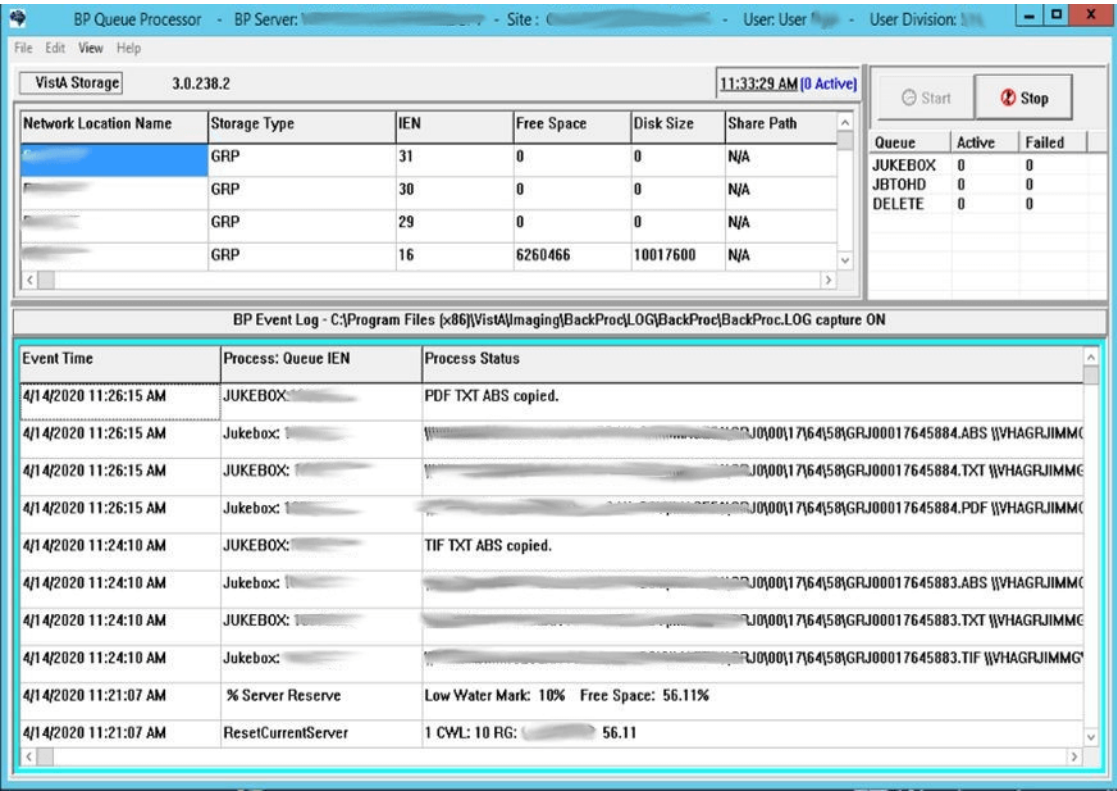 BP Queue Processor - BP Server: - Site : - User: User - User Division:
File Edit View Help
VistA Storage 3.0.238.2 11:33:29 AM (0 Active)
Start Stop
Network Location Name Storage Type IEN Free Space Disk Size Share Path
GRP 31 0 0 N/A
GRP 30 0 0 N/A
GRP 29 0 0 N/A
GRP 16 6260466 10017600 N/A
Queue Active Failed
JUKEBOX 0 0
JBTOHD 0 0
DELETE 0 0
BP Event Log - C:\Program Files (x86)\VistA\Imaging\BackProc\LOG\BackProc\BackProc.LOG capture ON
Event Time Process: Queue IEN Process Status
4/14/2020 11:26:15 AM JUKEBOX: PDF TXT ABS copied.
4/14/2020 11:26:15 AM Jukebox: J0\00\17\64\58\GRJ00017645884.ABS \\VHAGRJIMM
4/14/2020 11:26:15 AM JUKEBOX: J0\00\17\64\58\GRJ00017645884.TXT \\VHAGRJIMM
4/14/2020 11:26:15 AM Jukebox: J0\00\17\64\58\GRJ00017645884.PDF \\VHAGRJIMM
4/14/2020 11:24:10 AM JUKEBOX: TIF TXT ABS copied.
4/14/2020 11:24:10 AM Jukebox: RJ0\00\17\64\58\GRJ00017645883.ABS \\VHAGRJIMM
4/14/2020 11:24:10 AM JUKEBOX: RJ0\00\17\64\58\GRJ00017645883.TXT \\VHAGRJIMM
4/14/2020 11:24:10 AM Jukebox: RJ0\00\17\64\58\GRJ00017645883.TIF \\VHAGRJIMMG
4/14/2020 11:21:07 AM % Server Reserve Low Water Mark: 10% Free Space: 56.11%
4/14/2020 11:21:07 AM ResetCurrentServer 1 CWL: 10 RG: 56.11